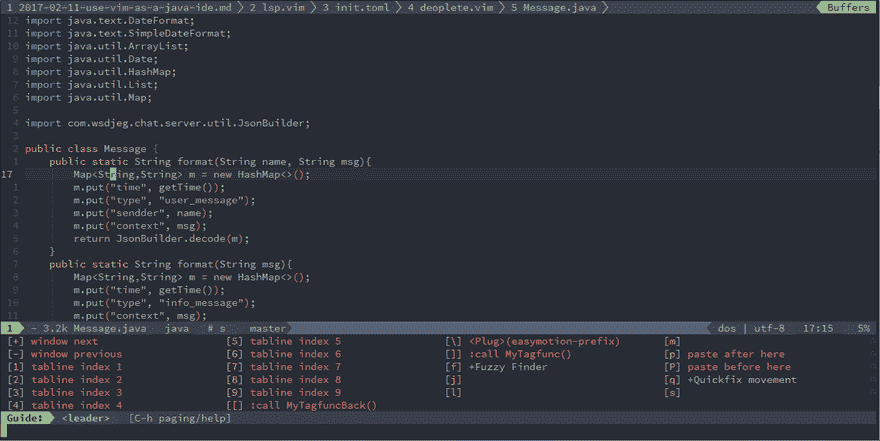 1 2017-02-11-use-vim-as-a-java-ide.md 〉 2 lsp.vim 〉 3 init.toml 〉 4 deoplete.vim 〉 5 Message.java 〉 Buffers
12 import java.text.DateFormat;
11 import java.text.SimpleDateFormat;
10 import java.util.ArrayList;
9 import java.util.Date;
8 import java.util.HashMap;
7 import java.util.List;
6 import java.util.Map;
5
4 import com.wsdjeg.chat.server.util.JsonBuilder;
3
2 public class Message {
1 public static String format(String name, String msg){
17 Map<String,String> m = new HashMap<>();
1 m.put("time", getTime());
2 m.put("type", "user_message");
3 m.put("sendder", name);
4 m.put("context", msg);
5 return JsonBuilder.decode(m);
6 }
7 public static String format(String msg){
8 Map<String,String> m = new HashMap<>();
9 m.put("time", getTime());
10 m.put("type", "info_message");
11 m.put("context", msg);
1 ~ 3.2k Message.java java # s master dos | utf-8 17:15 5%
[+] window next [5] tabline index 5 [\] <Plug>(easymotion-prefix) [m]
[-] window previous [6] tabline index 6 []] :call MyTagfunc() [p] paste after here
[1] tabline index 1 [7] tabline index 7 [f] +Fuzzy Finder [P] paste before here
[2] tabline index 2 [8] tabline index 8 [j] [q] +Quickfix movement
[3] tabline index 3 [9] tabline index 9 [l] [s]
[4] tabline index 4 [[] :call MyTagfuncBack()
Guide: 〉 <leader> 〉 [C-h paging/help]